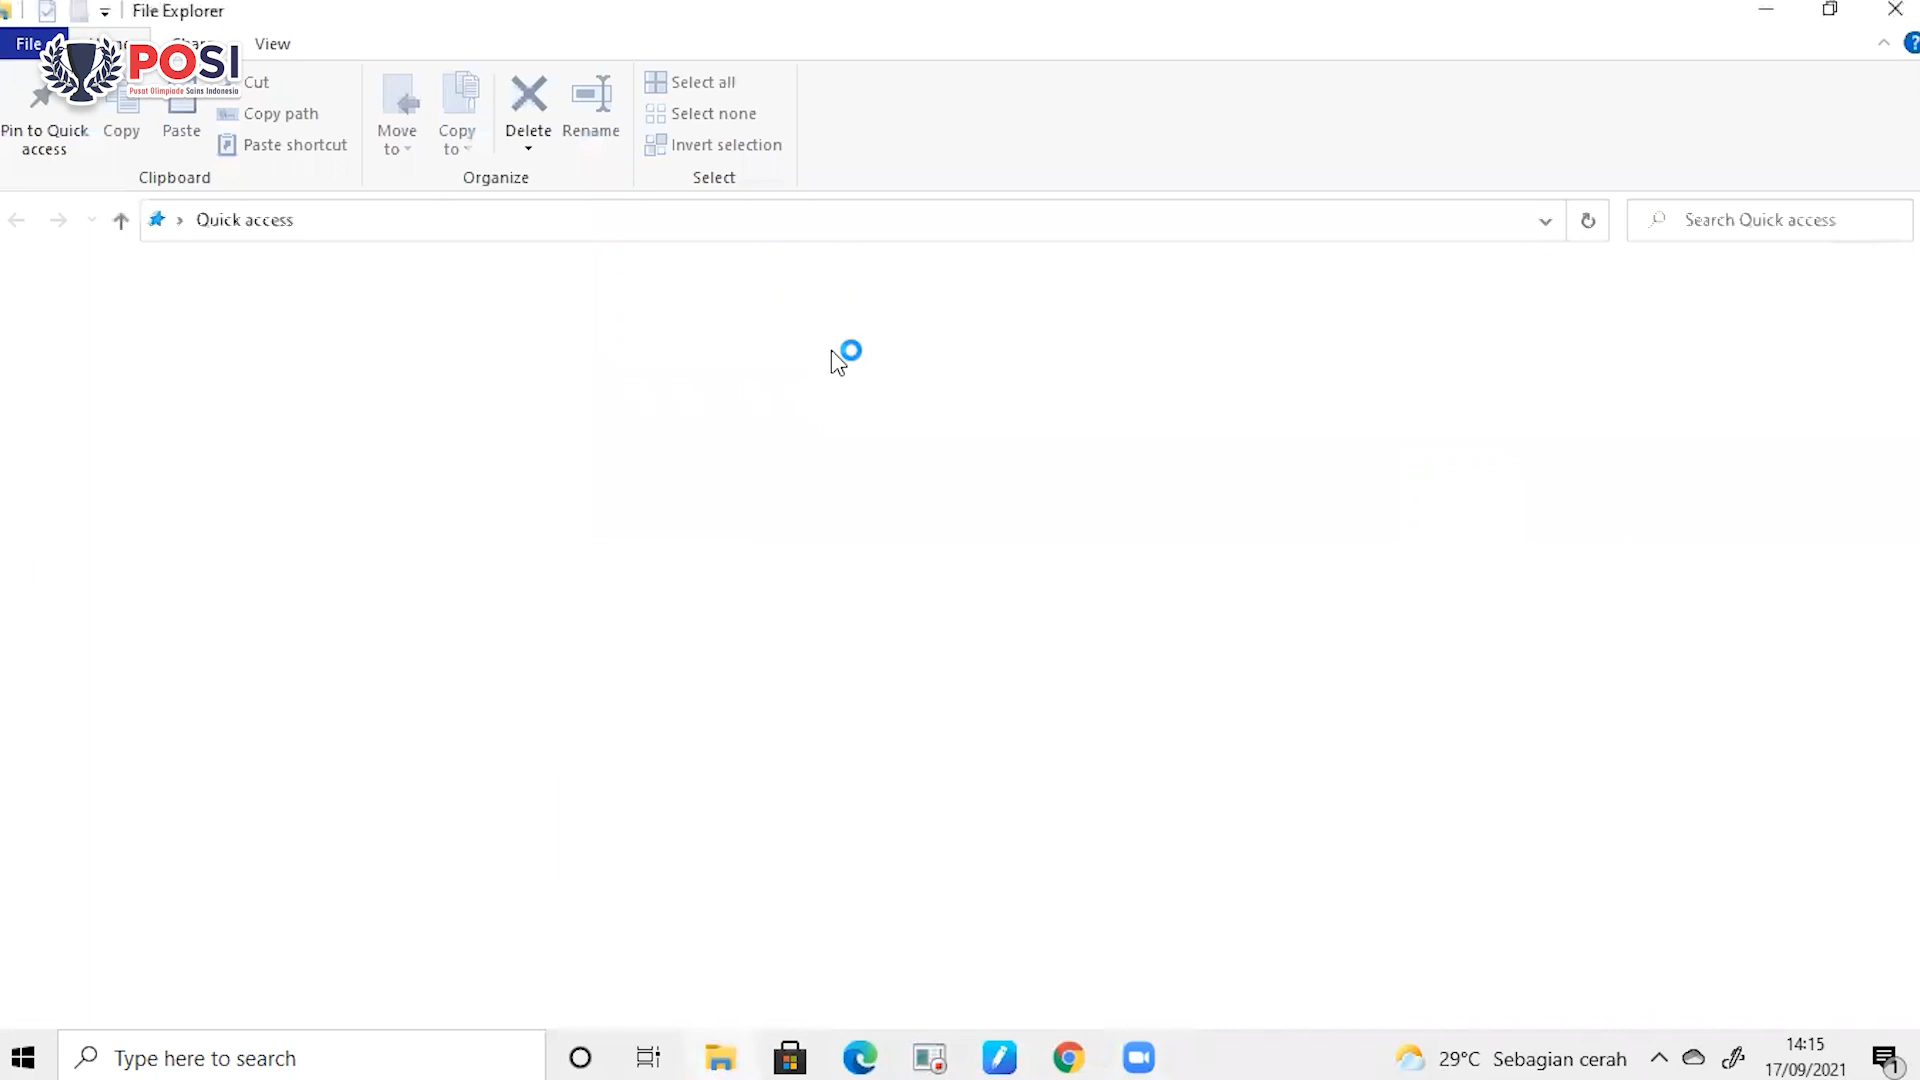 File Explorer
File
View
POSI
Pusat Olimpiade Sains Indonesia
Cut
Copy path
Paste shortcut
Pin to Quick access
Copy
Paste
Clipboard
Move to
Copy to
Delete
Rename
Organize
Select all
Select none
Invert selection
Select
Quick access
Search Quick access
Type here to search
29°C Sebagian cerah
14:15
17/09/2021
1